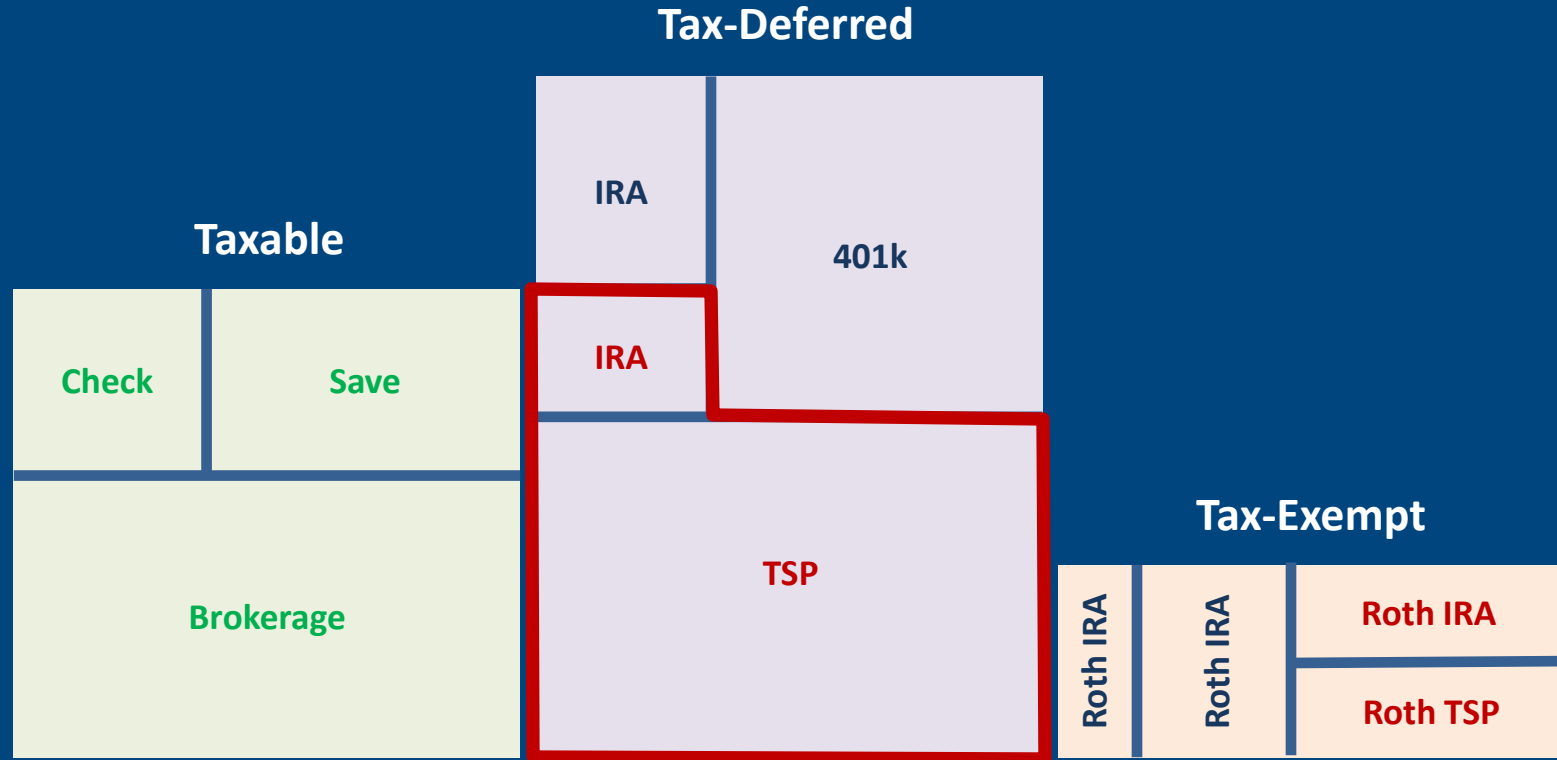 Tax-Deferred
IRA
401k
Taxable
IRA
Check
Save
TSP
Brokerage
Tax-Exempt
Roth IRA
Roth IRA
Roth IRA
Roth TSP